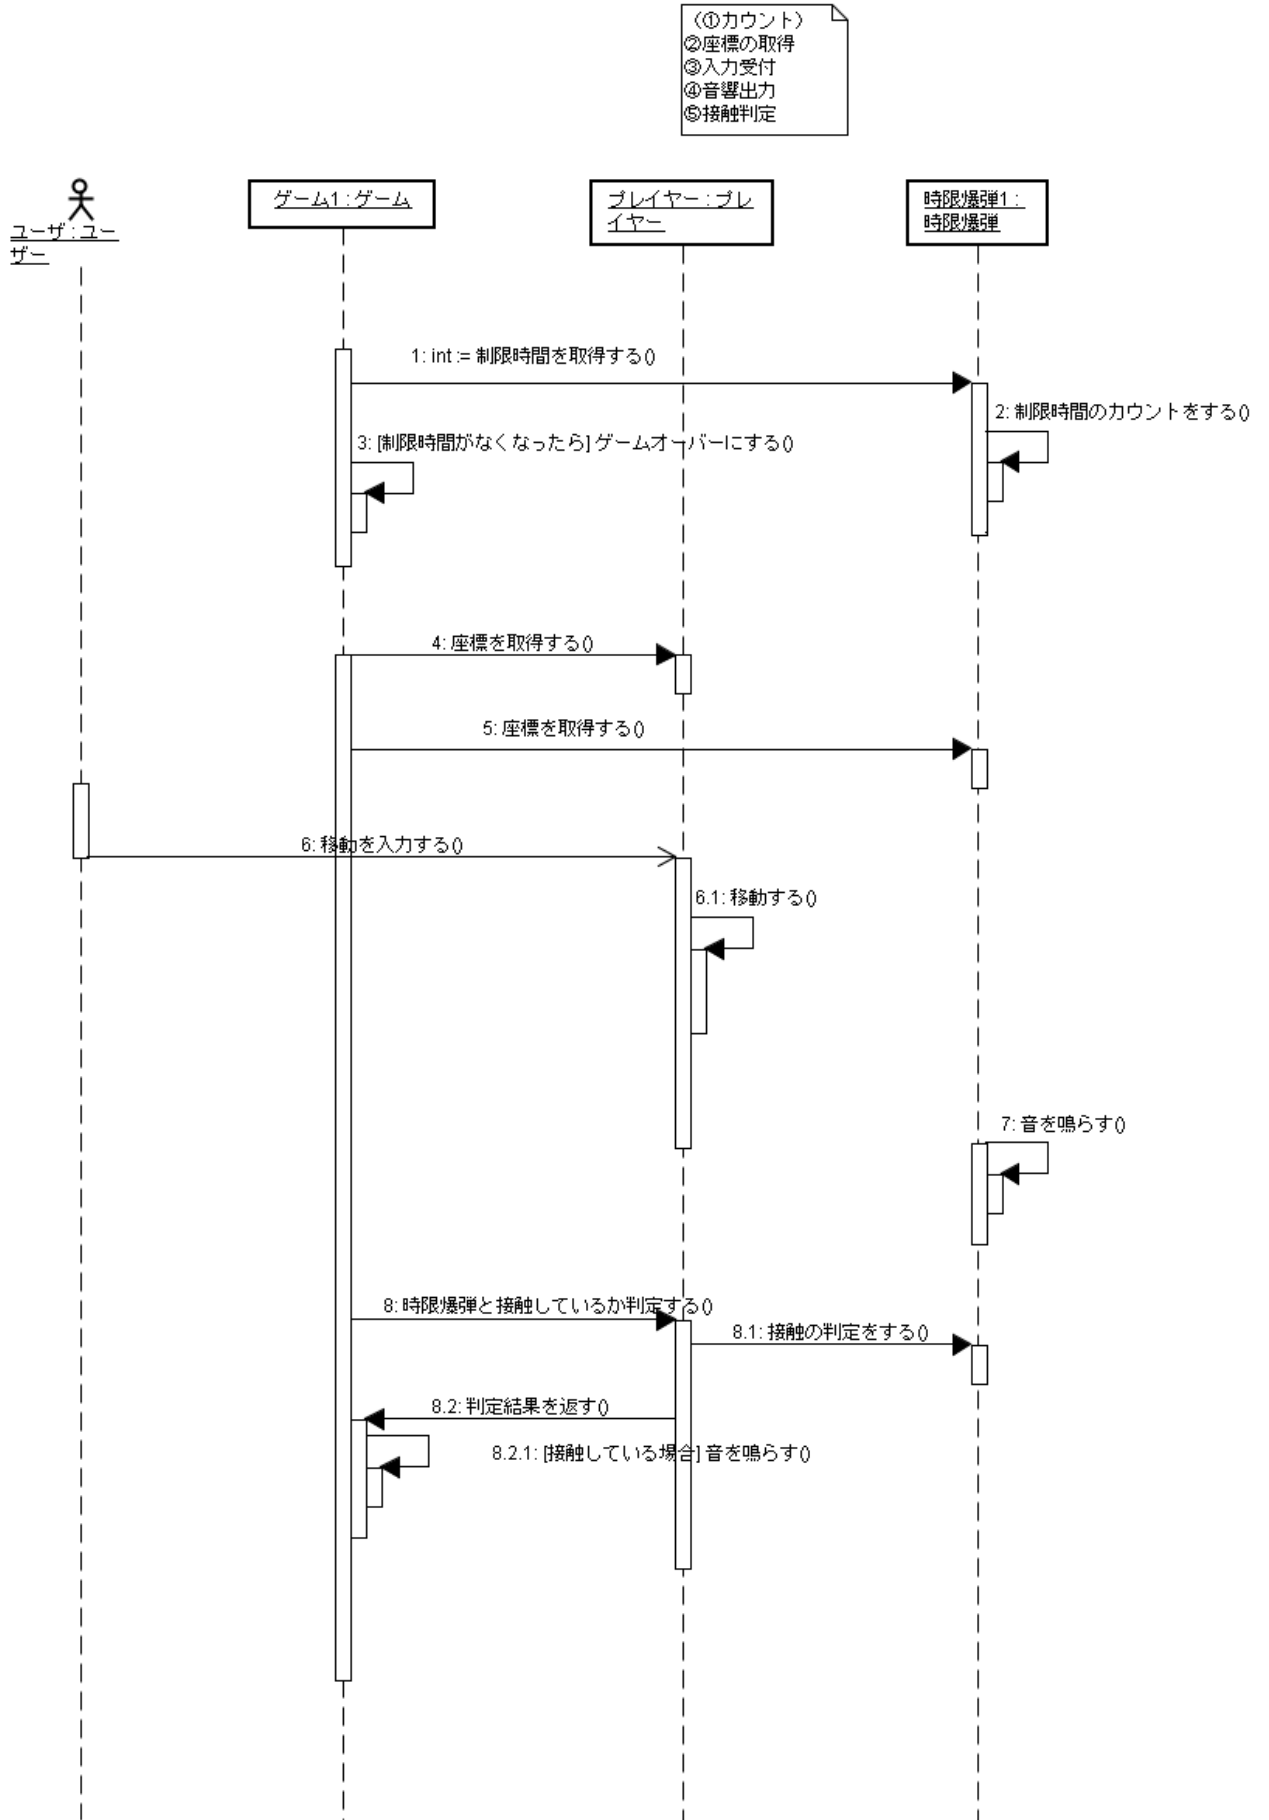 (①カウント)
②座標の取得
③入力受付
④音響出力
⑤接触判定
ユーザ : ユー
ザー
ゲーム1 : ゲーム
プレイヤー : プレ
イヤー
時限爆弾1 :
時限爆弾
1: int := 制限時間を取得する()
2: 制限時間のカウントをする()
3: [制限時間がなくなったら] ゲームオーバーにする()
4: 座標を取得する()
5: 座標を取得する()
6: 移動を入力する()
6.1: 移動する()
7: 音を鳴らす()
8: 時限爆弾と接触しているか判定する()
8.1: 接触の判定をする()
8.2: 判定結果を返す()
8.2.1: [接触している場合] 音を鳴らす()